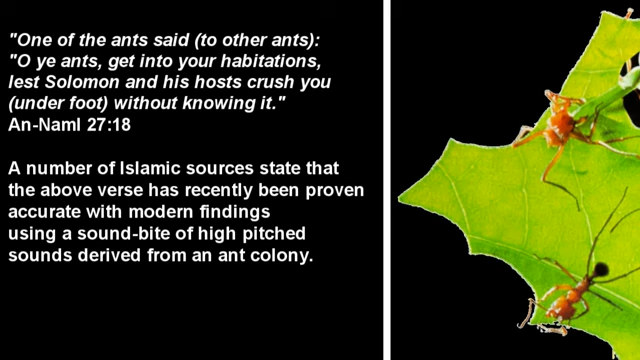 "One of the ants said (to other ants):
"O ye ants, get into your habitations,
lest Solomon and his hosts crush you
(under foot) without knowing it."
An-Naml 27:18
A number of Islamic sources state that
the above verse has recently been proven
accurate with modern findings
using a sound-bite of high pitched
sounds derived from an ant colony.